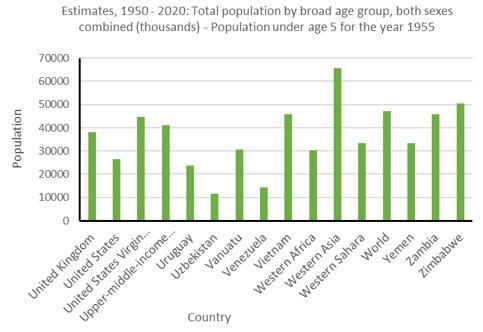 Estimates, 1950 - 2020: Total population by broad age group, both sexes
combined (thousands) - Population under age 5 for the year 1955
70000
60000
50000
40000
30000
20000
10000
0
Population
United Kingdom
United States
United States Virgin...
Upper-middle-income...
Uruguay
Uzbekistan
Vanuatu
Venezuela
Vietnam
Western Africa
Western Asia
Western Sahara
World
Yemen
Zambia
Zimbabwe
Country